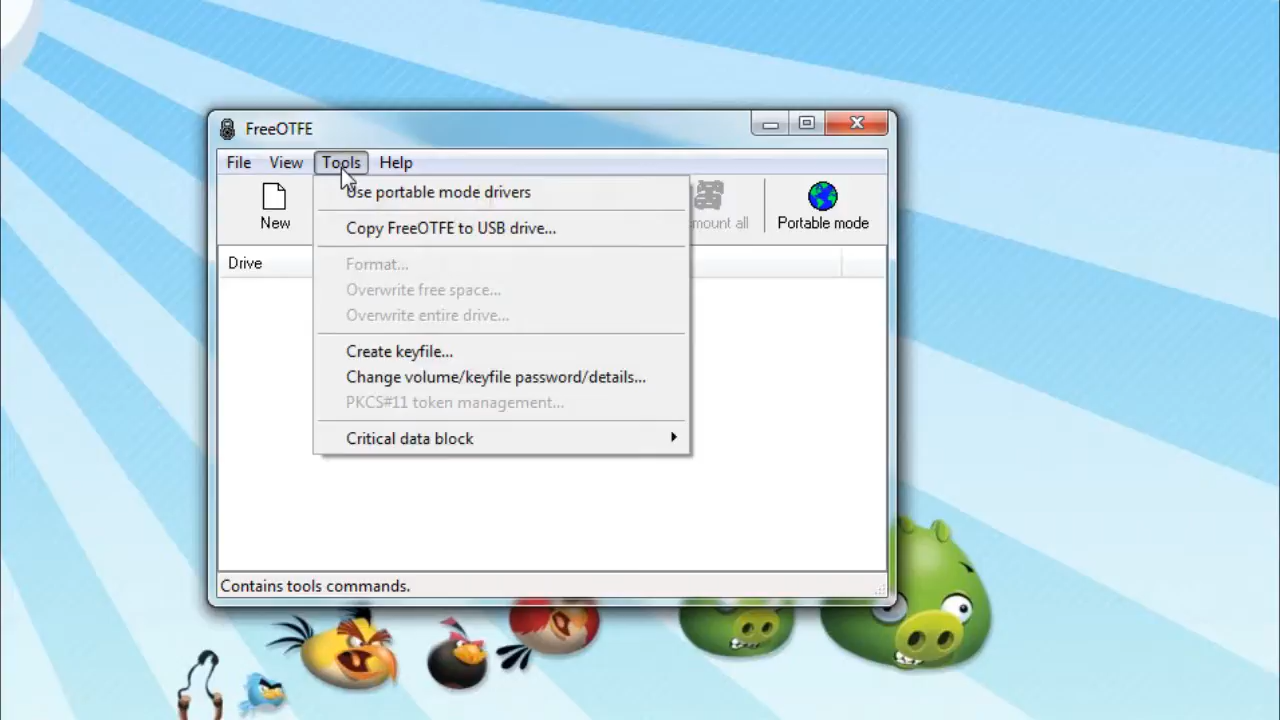 FreeOTFE
File View Tools Help
New
mount all
Portable mode
Drive
Use portable mode drivers
Copy FreeOTFE to USB drive...
Format...
Overwrite free space...
Overwrite entire drive...
Create keyfile...
Change volume/keyfile password/details...
PKCS#11 token management...
Critical data block
Contains tools commands.